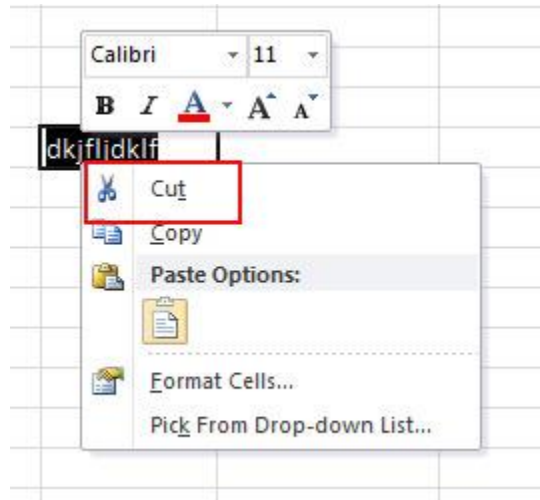 Calibri 11
B I A A A
dkjfljdklf
Cut
Copy
Paste Options:
Format Cells...
Pick From Drop-down List...